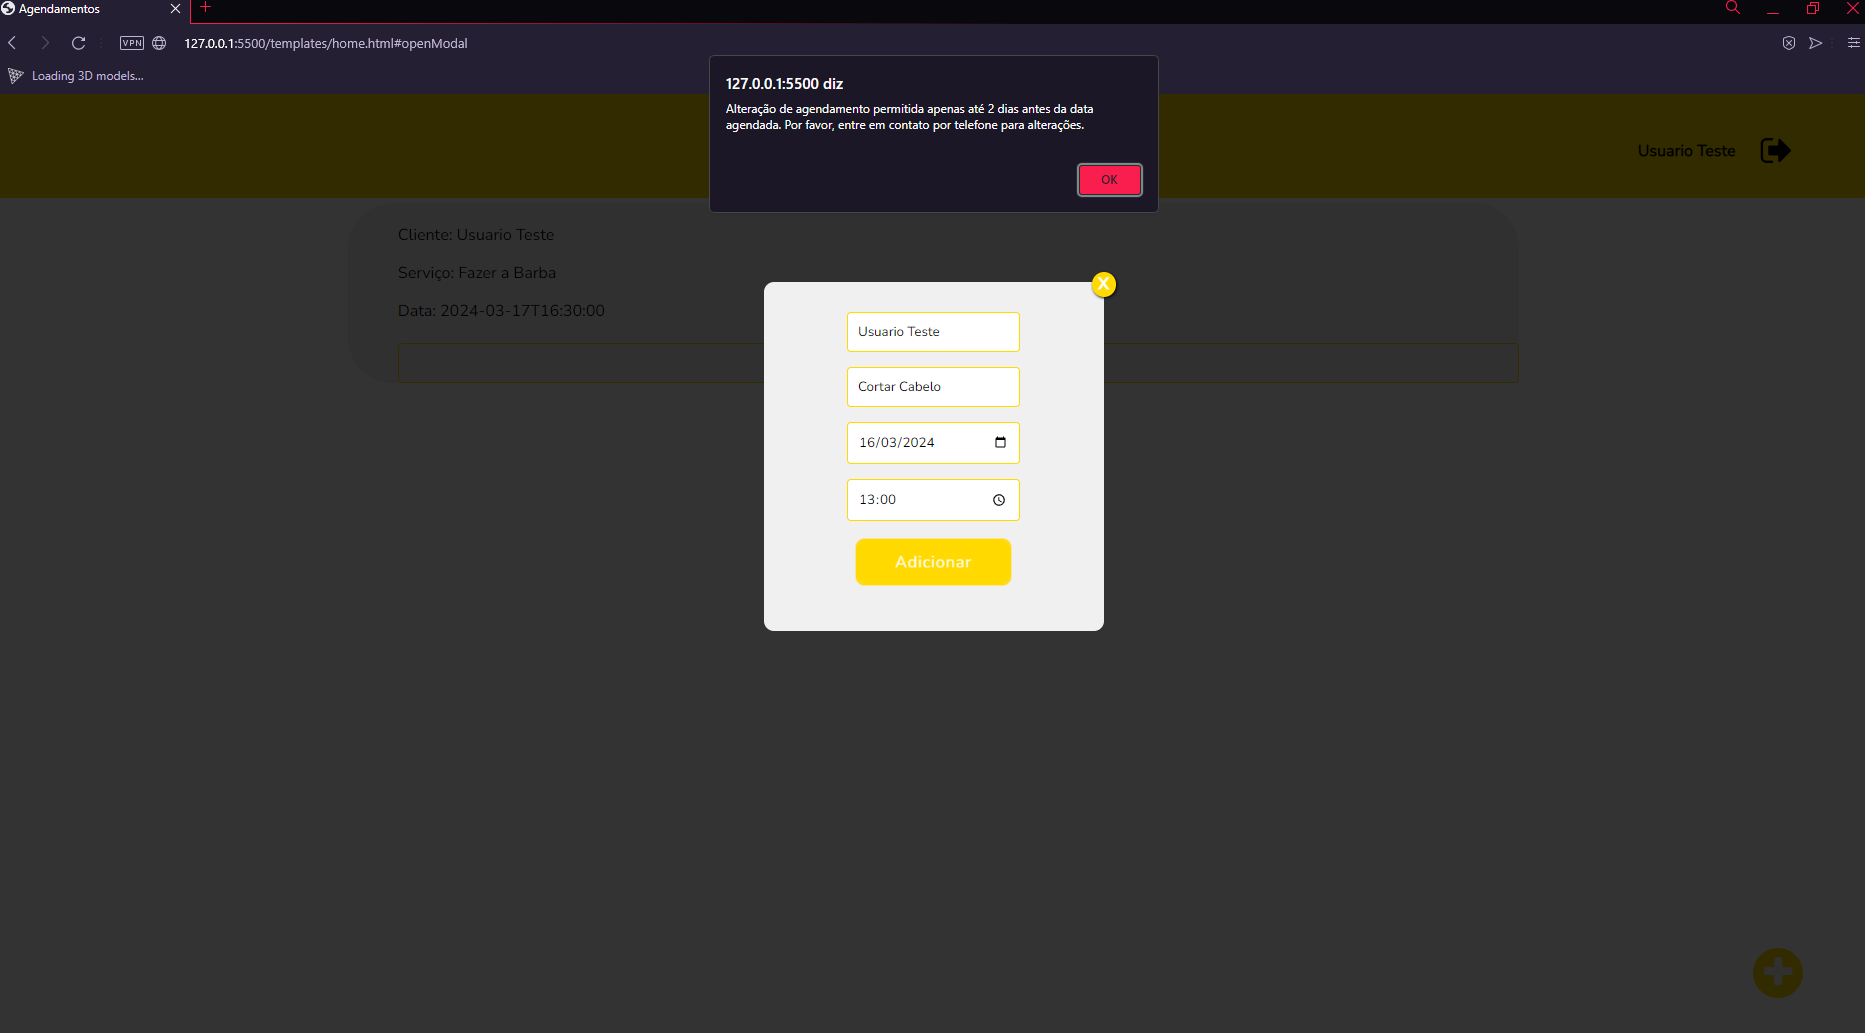 Agendamentos
VPN
127.0.0.1:5500/templates/home.html#openModal
Loading 3D models...
127.0.0.1:5500 diz
Alteração de agendamento permitida apenas até 2 dias antes da data
agendada. Por favor, entre em contato por telefone para alterações.
OK
Usuario Teste
Cliente: Usuario Teste
Serviço: Fazer a Barba
Data: 2024-03-17T16:30:00
X
Usuario Teste
Cortar Cabelo
16/03/2024
13:00
Adicionar